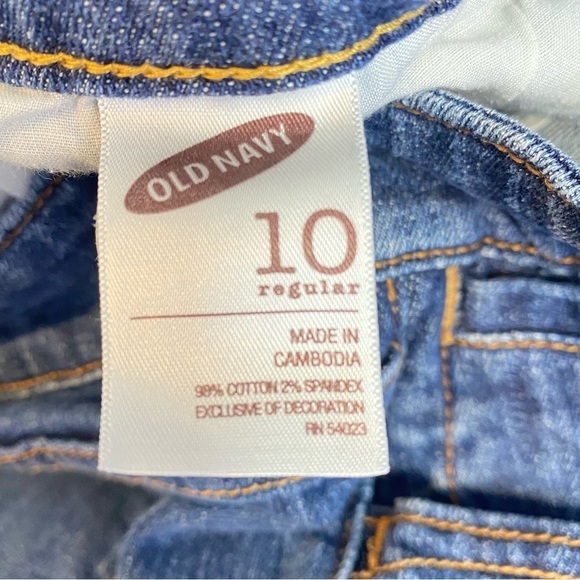 OLD NAVY
10
regular
MADE IN
CAMBODIA
98% COTTON 2% SPANDEX
EXCLUSIVE OF DECORATION
RN 54023